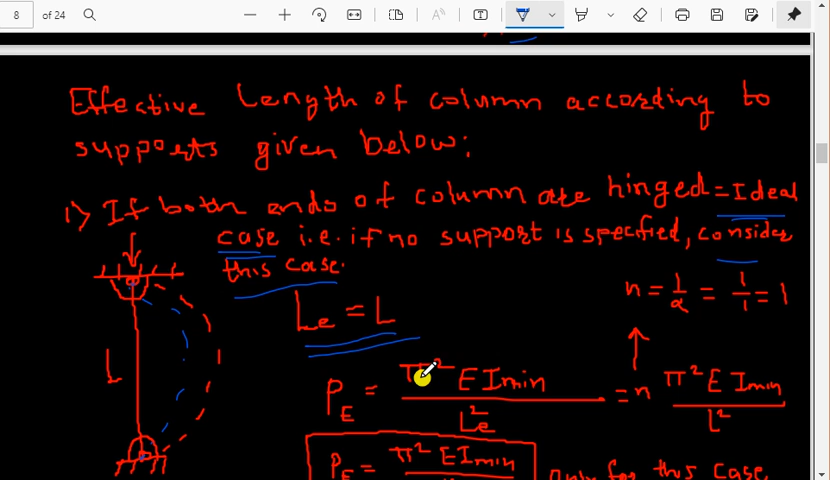 8 of 24
Effective Length of column according to
supports given below:
1) If both ends of column are hinged = Ideal
case i.e. if no support is specified, consider
this case.
n = 1/α = 1/1 = 1
Le = L
L
P_E = π² E Imin / Le² = n π² E Imin / L²
P_E = π² E Imin only for this case